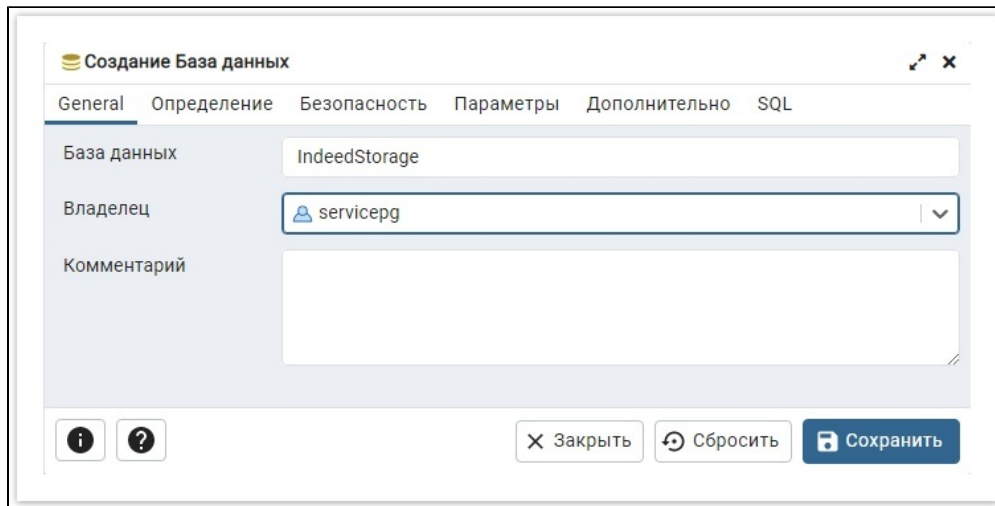 Создание База данных
General Определение Безопасность Параметры Дополнительно SQL
База данных IndeedStorage
Владелец servicepg
Комментарий
Закрыть Сбросить Сохранить